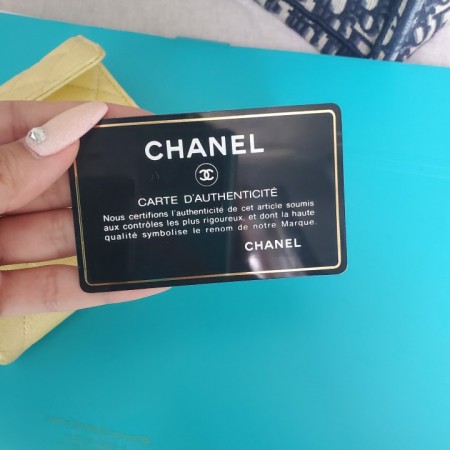 CHANEL
CARTE D'AUTHENTICITÉ
Nous certifions l'authenticité de cet article soumis
aux contrôles les plus rigoureux, et dont la haute
qualité symbolise le renom de notre Marque.
CHANEL